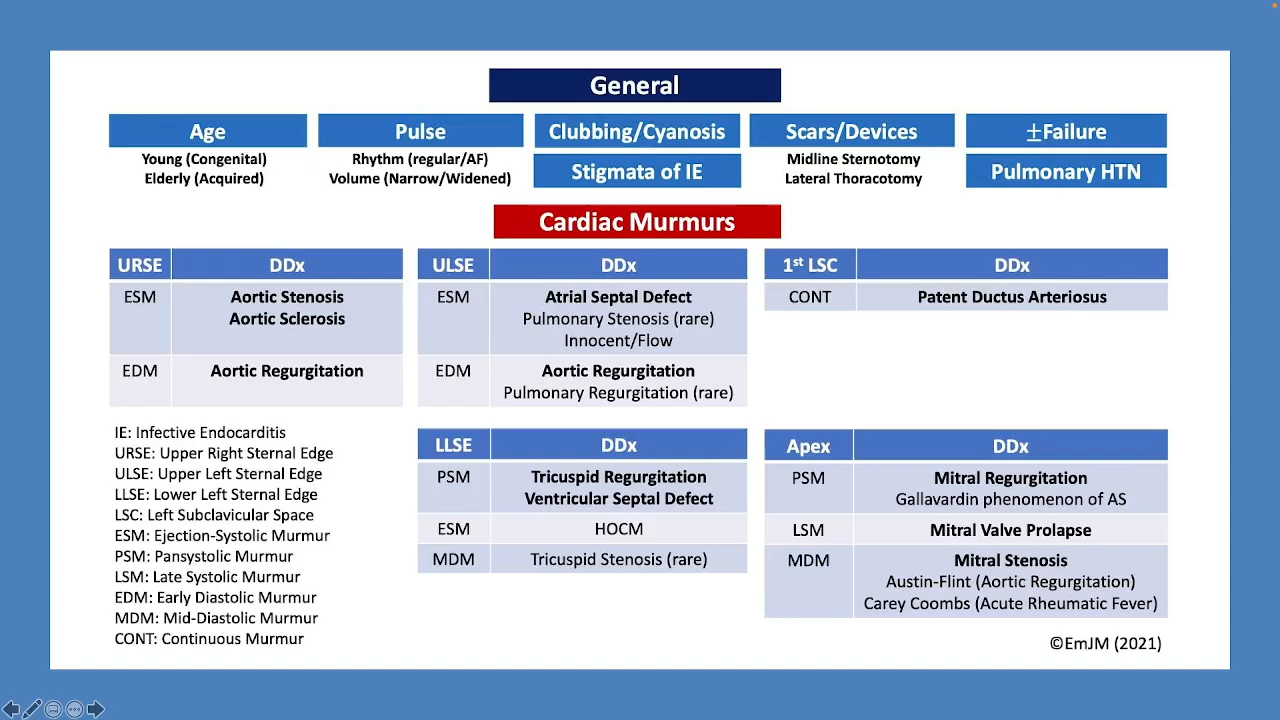 General
Age
Young (Congenital)
Elderly (Acquired)
Pulse
Rhythm (regular/AF)
Volume (Narrow/Widened)
Clubbing/Cyanosis
Stigmata of IE
Scars/Devices
Midline Sternotomy
Lateral Thoracotomy
±Failure
Pulmonary HTN
Cardiac Murmurs
URSE DDx
ESM Aortic Stenosis
Aortic Sclerosis
EDM Aortic Regurgitation
ULSE DDx
ESM Atrial Septal Defect
Pulmonary Stenosis (rare)
Innocent/Flow
EDM Aortic Regurgitation
Pulmonary Regurgitation (rare)
1st LSC DDx
CONT Patent Ductus Arteriosus
IE: Infective Endocarditis
URSE: Upper Right Sternal Edge
ULSE: Upper Left Sternal Edge
LLSE: Lower Left Sternal Edge
LSC: Left Subclavicular Space
ESM: Ejection-Systolic Murmur
PSM: Pansystolic Murmur
LSM: Late Systolic Murmur
EDM: Early Diastolic Murmur
MDM: Mid-Diastolic Murmur
CONT: Continuous Murmur
LLSE DDx
PSM Tricuspid Regurgitation
Ventricular Septal Defect
ESM HOCM
MDM Tricuspid Stenosis (rare)
Apex DDx
PSM Mitral Regurgitation
Gallavardin phenomenon of AS
LSM Mitral Valve Prolapse
MDM Mitral Stenosis
Austin-Flint (Aortic Regurgitation)
Carey Coombs (Acute Rheumatic Fever)
©EmJM (2021)